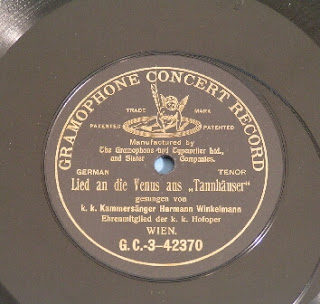 GRAMOPHONE CONCERT RECORD
TRADE MARK
PATENTED PATENTED
Manufactured by
The Gramophone and Typewriter Ltd.,
and Sister Companies.
GERMAN TENOR
Lied an die Venus aus „Tannhäuser“
gesungen von
k. k. Kammersänger Hermann Winkelmann
Ehrenmitglied der k. k. Hofoper
WIEN.
G.C.-3-42370